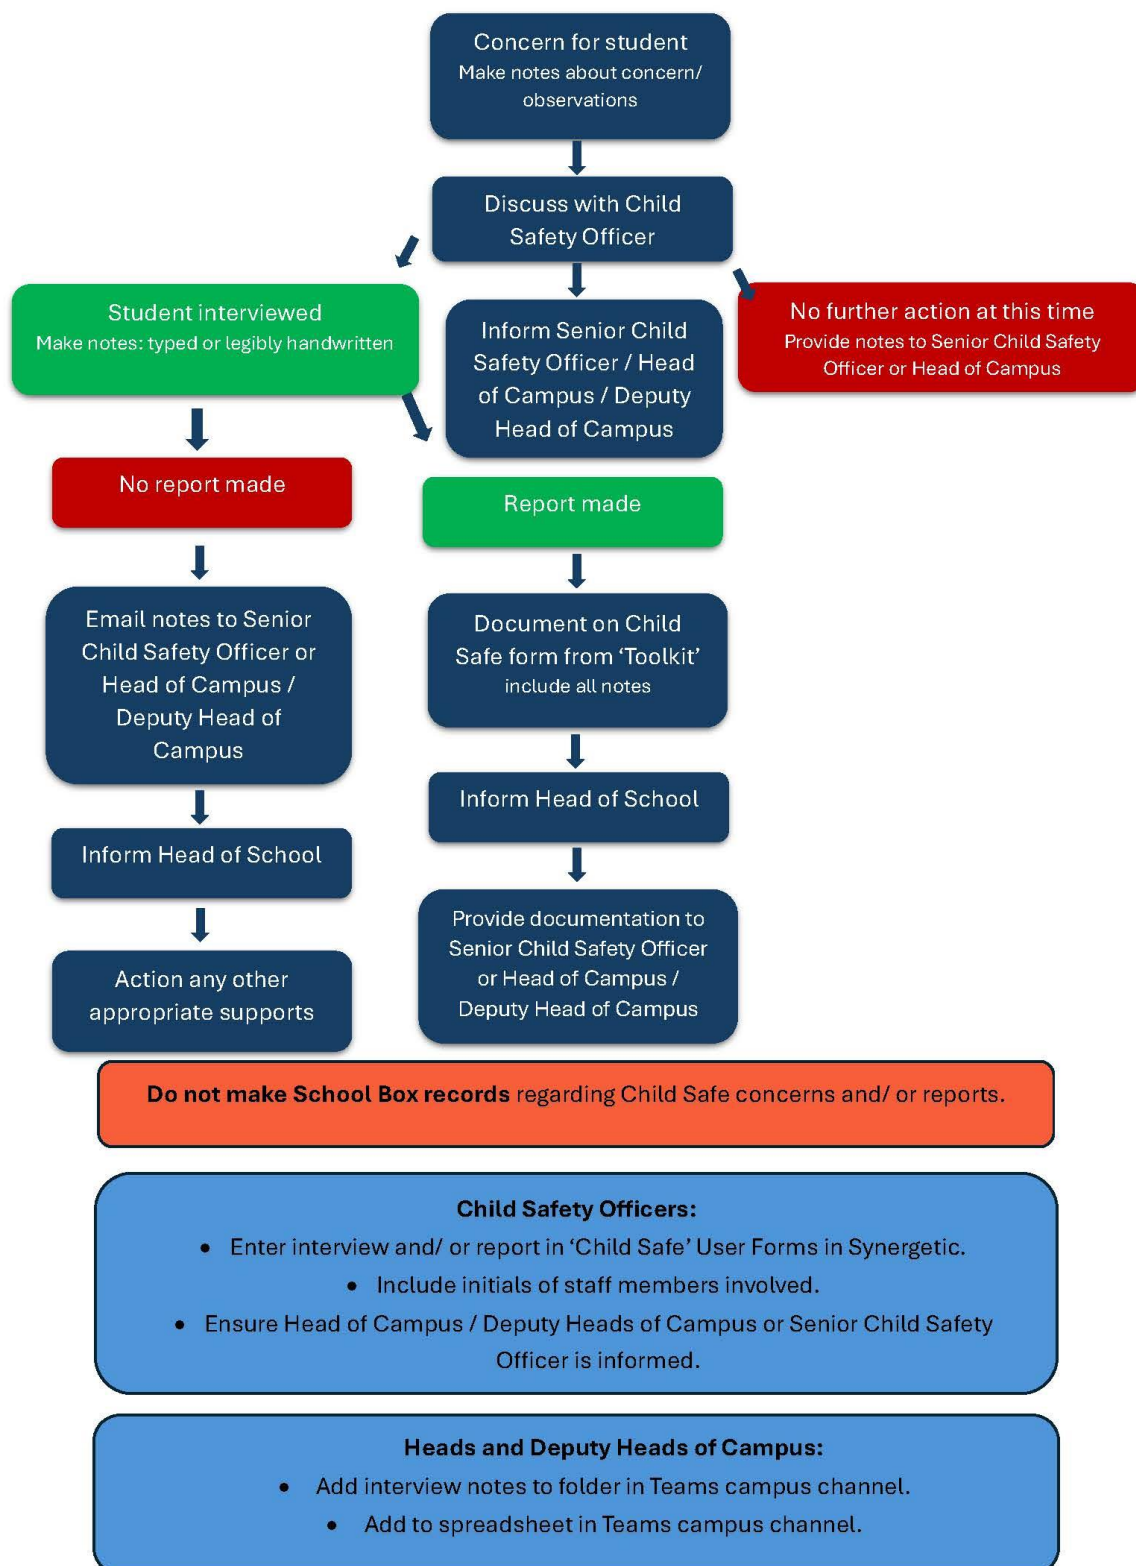 Concern for student
Make notes about concern/
observations
Discuss with Child
Safety Officer
Student interviewed
Make notes: typed or legibly handwritten
Inform Senior Child
Safety Officer / Head
of Campus / Deputy
Head of Campus
No further action at this time
Provide notes to Senior Child Safety
Officer or Head of Campus
No report made
Report made
Email notes to Senior
Child Safety Officer or
Head of Campus /
Deputy Head of
Campus
Document on Child
Safe form from ‘Toolkit’
include all notes
Inform Head of School
Inform Head of School
Action any other
appropriate supports
Provide documentation to
Senior Child Safety Officer
or Head of Campus /
Deputy Head of Campus
Do not make School Box records regarding Child Safe concerns and/ or reports.
Child Safety Officers:
• Enter interview and/ or report in ‘Child Safe’ User Forms in Synergetic.
• Include initials of staff members involved.
• Ensure Head of Campus / Deputy Heads of Campus or Senior Child Safety
Officer is informed.
Heads and Deputy Heads of Campus:
• Add interview notes to folder in Teams campus channel.
• Add to spreadsheet in Teams campus channel.